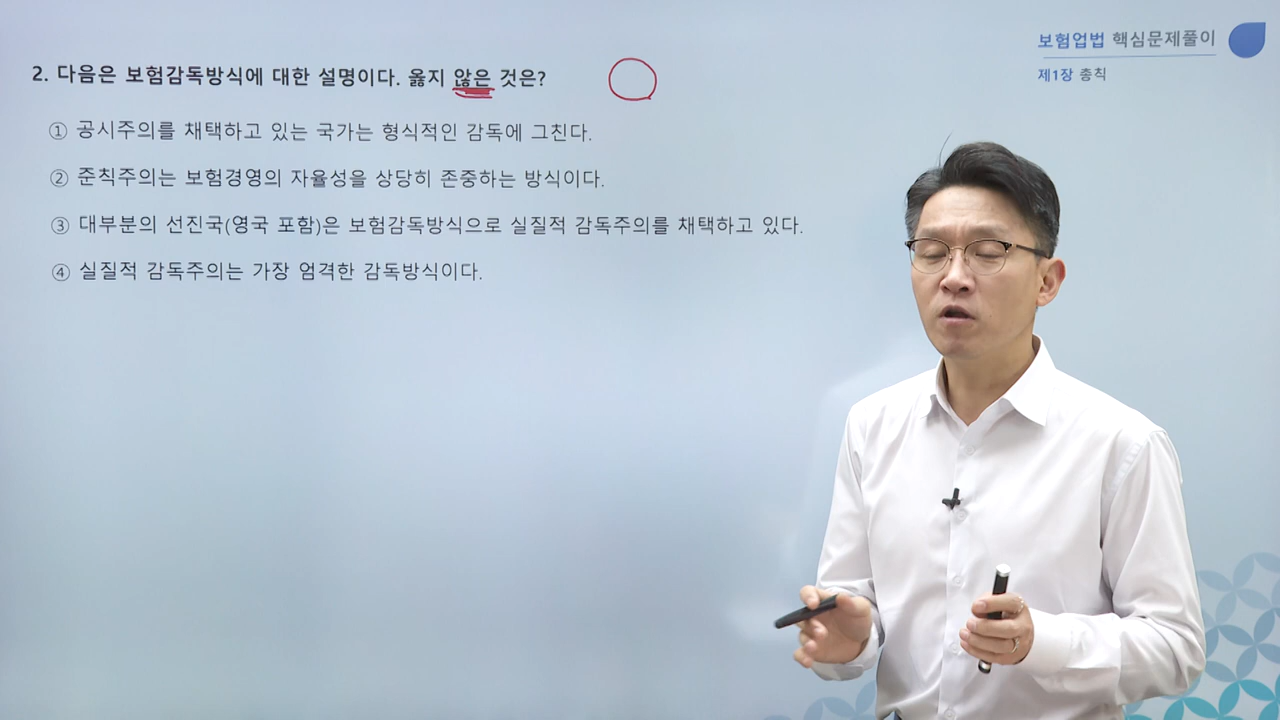 보험업법 핵심문제풀이
제1장 총칙
2. 다음은 보험감독방식에 대한 설명이다. 옳지 않은 것은?
① 공시주의를 채택하고 있는 국가는 형식적인 감독에 그친다.
② 준칙주의는 보험경영의 자율성을 상당히 존중하는 방식이다.
③ 대부분의 선진국(영국 포함)은 보험감독방식으로 실질적 감독주의를 채택하고 있다.
④ 실질적 감독주의는 가장 엄격한 감독방식이다.